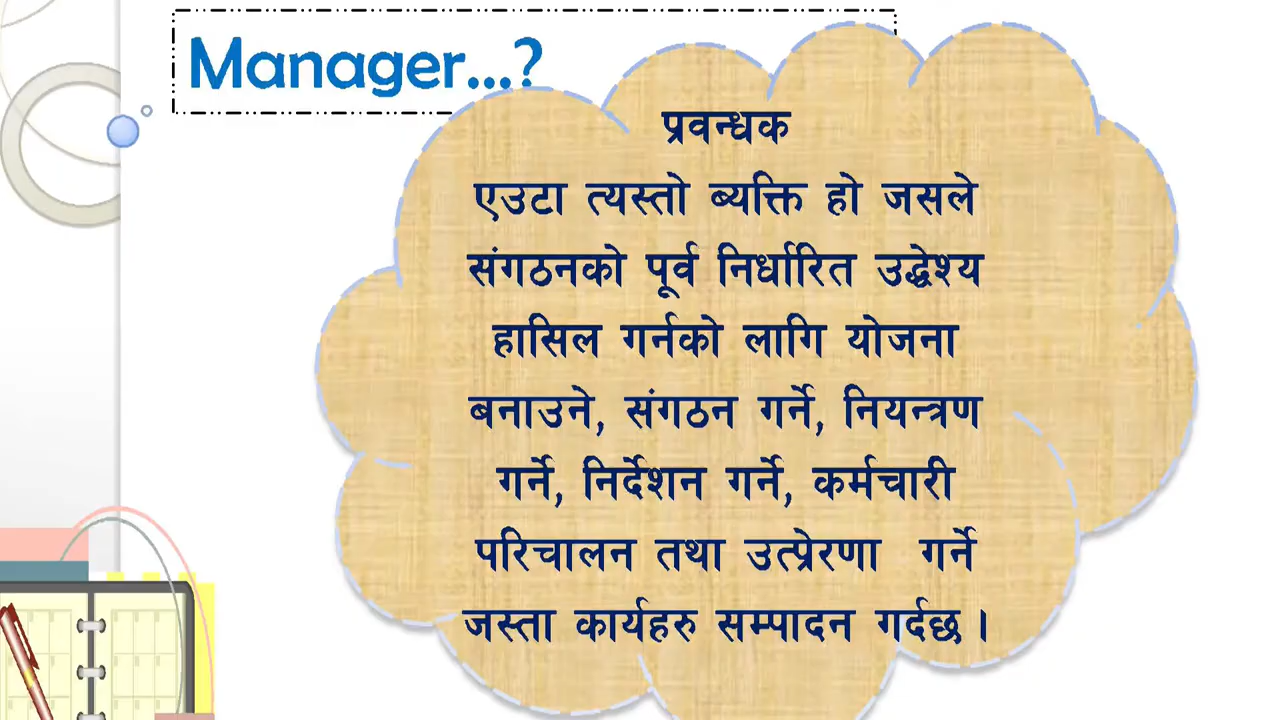 Manager...?
प्रवन्धक
एउटा त्यस्तो ब्यक्ति हो जसले
संगठनको पूर्व निर्धारित उद्धेश्य
हासिल गर्नको लागि योजना
बनाउने, संगठन गर्ने, नियन्त्रण
गर्ने, निर्देशन गर्ने, कर्मचारी
परिचालन तथा उत्प्रेरणा गर्ने
जस्ता कार्यहरु सम्पादन गर्दछ ।